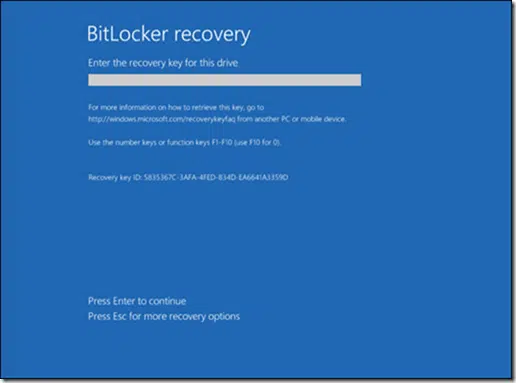 BitLocker recovery
Enter the recovery key for this drive
For more information on how to retrieve this key, go to
http://windows.microsoft.com/recoverykeyfaq from another PC or mobile device.
Use the number keys or function keys F1-F10 (use F10 for 0).
Recovery key ID: 5835367C-3AFA-4FED-834D-EA6641A3359D
Press Enter to continue
Press Esc for more recovery options